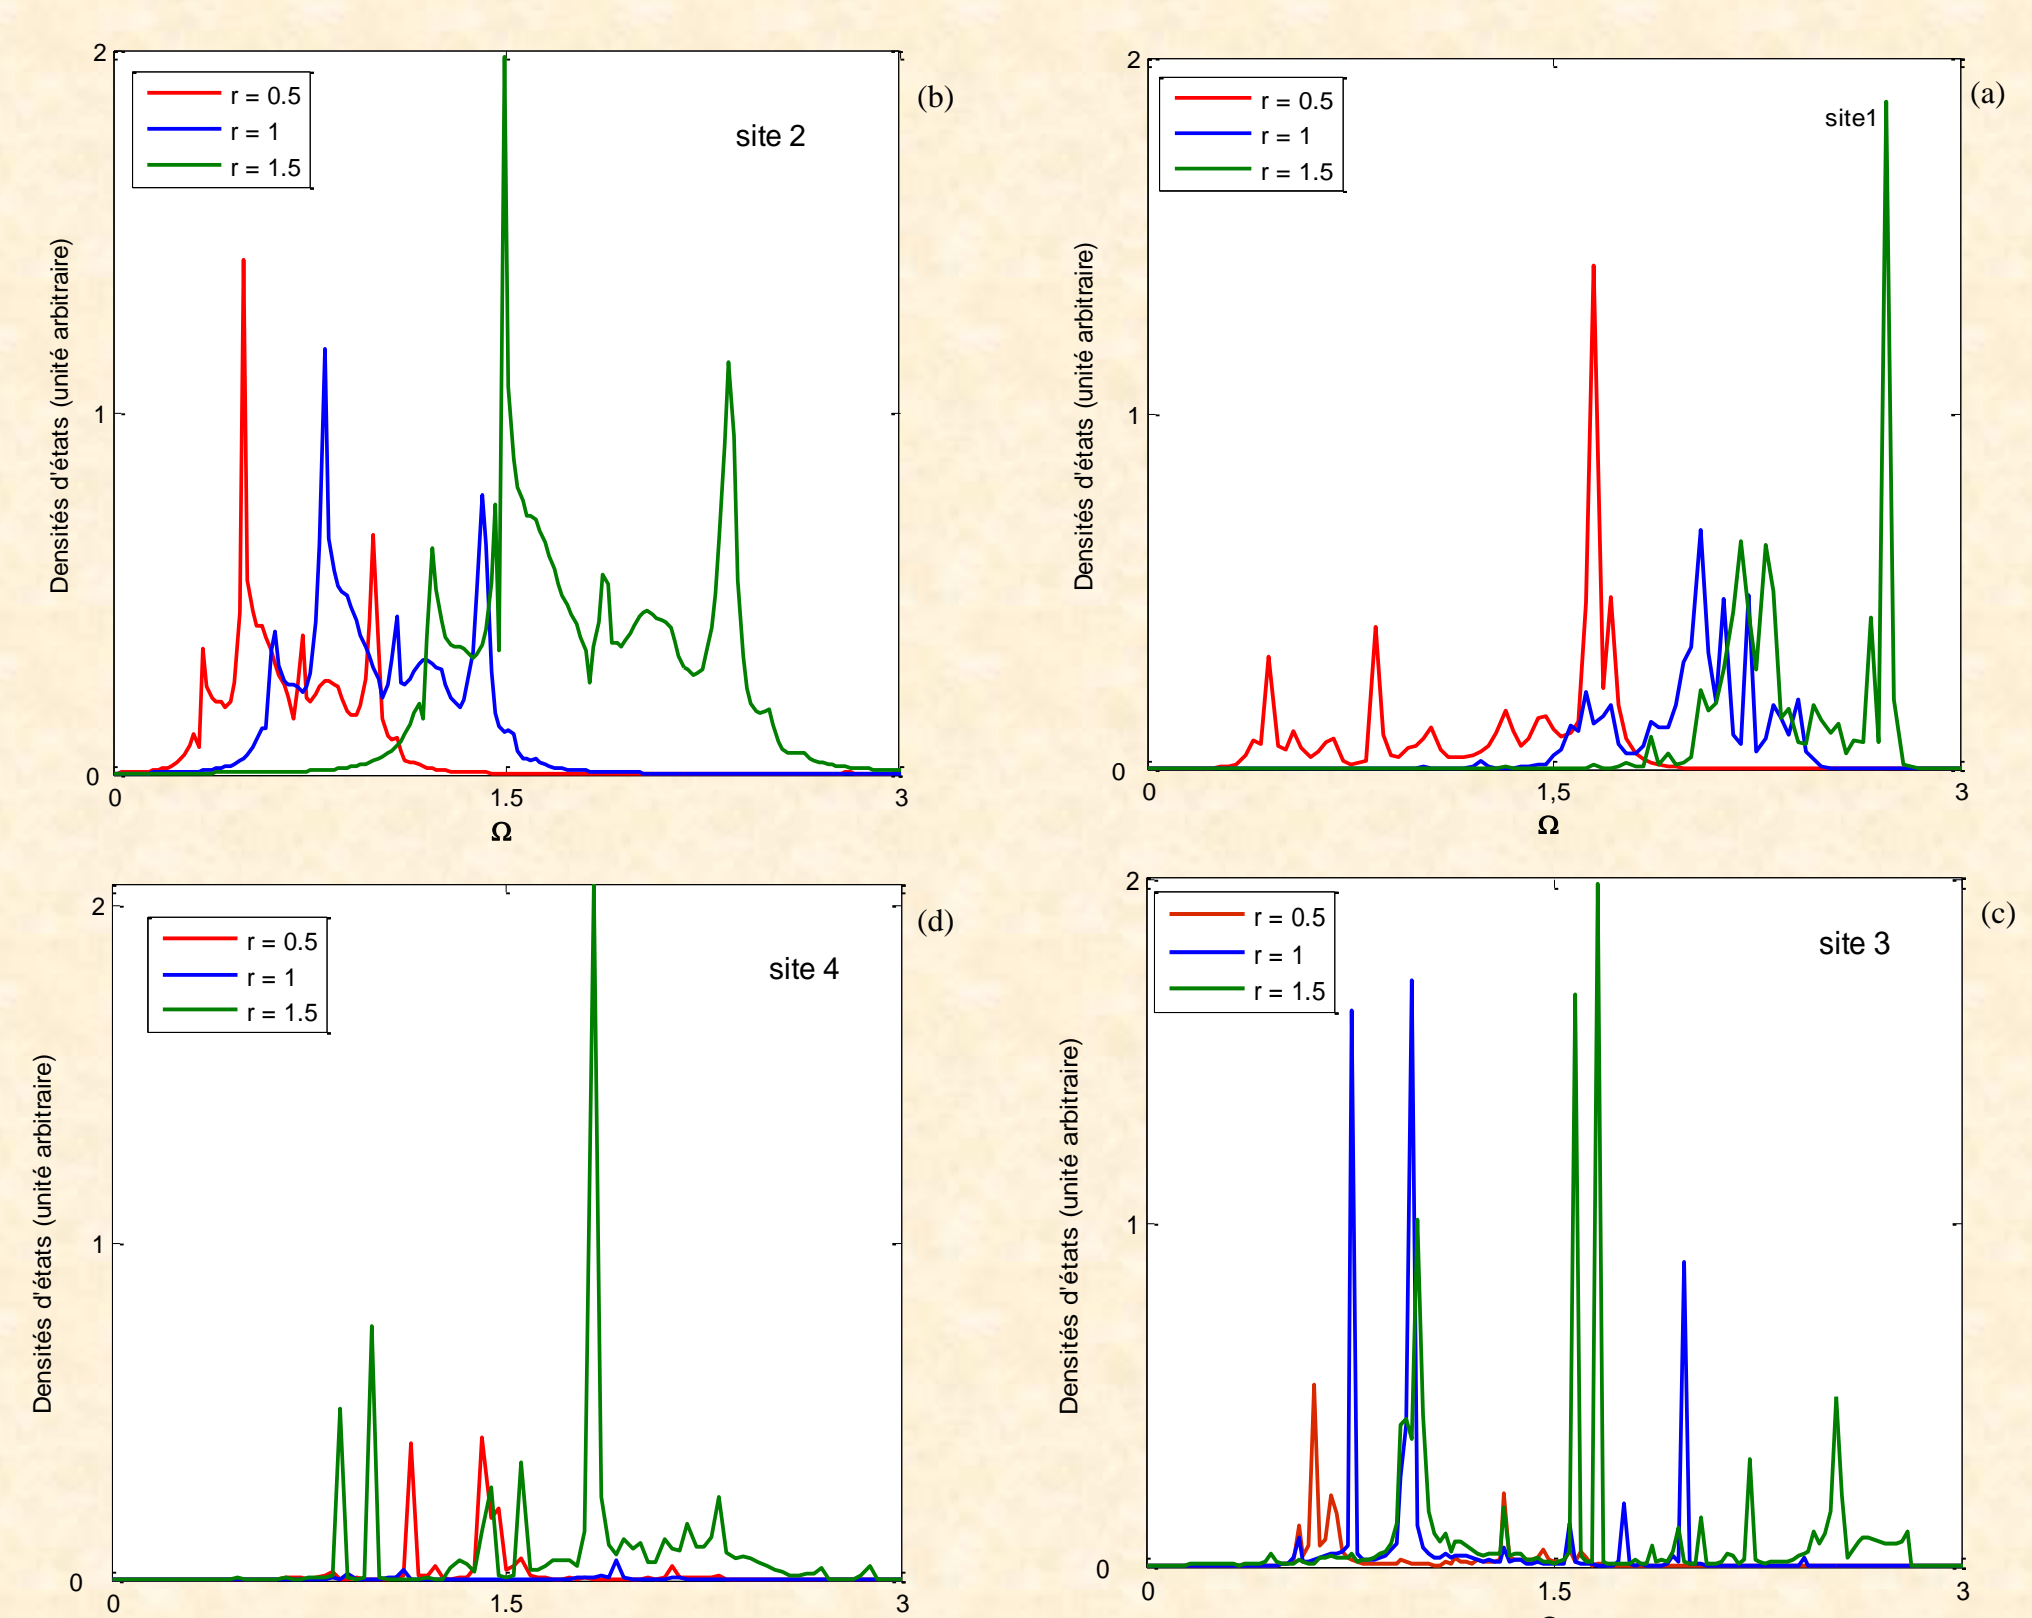 2
r = 0.5
r = 1
r = 1.5
site 2
(b)
Densités d'états (unité arbitraire)
1
0
0
1.5
3
Ω
2
r = 0.5
r = 1
r = 1.5
site1
(a)
Densités d'états (unité arbitraire)
1
0
0
1,5
3
Ω
2
r = 0.5
r = 1
r = 1.5
site 4
(d)
Densités d'états (unité arbitraire)
1
0
0
1.5
3
2
r = 0.5
r = 1
r = 1.5
site 3
(c)
Densités d'états (unité arbitraire)
1
0
0
1.5
3